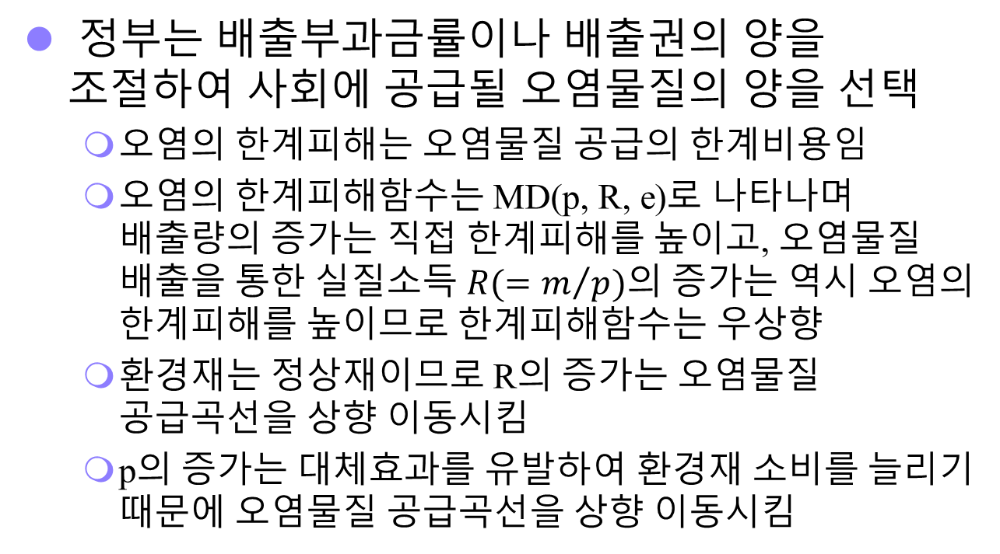 정부는 배출부과금률이나 배출권의 양을
조절하여 사회에 공급될 오염물질의 양을 선택
오염의 한계피해는 오염물질 공급의 한계비용임
오염의 한계피해함수는 MD(p, R, e)로 나타나며
배출량의 증가는 직접 한계피해를 높이고, 오염물질
배출을 통한 실질소득 R(= m/p)의 증가는 역시 오염의
한계피해를 높이므로 한계피해함수는 우상향
환경재는 정상재이므로 R의 증가는 오염물질
공급곡선을 상향 이동시킴
p의 증가는 대체효과를 유발하여 환경재 소비를 늘리기
때문에 오염물질 공급곡선을 상향 이동시킴